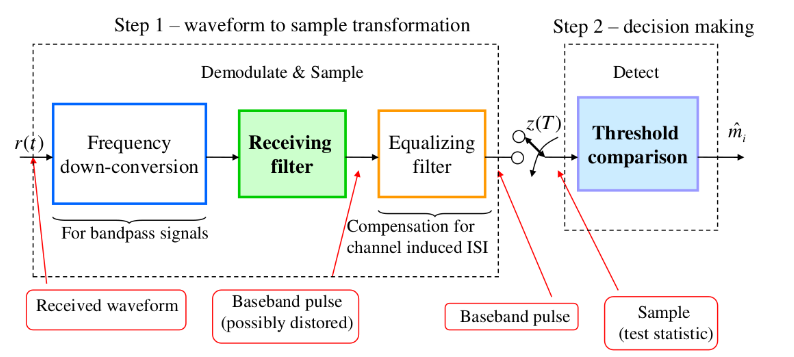 Step 1 – waveform to sample transformation
Step 2 – decision making
Demodulate & Sample
Detect
r(t)
Frequency
down-conversion
Receiving
filter
Equalizing
filter
z(T)
Threshold
comparison
m̂i
For bandpass signals
Compensation for
channel induced ISI
Received waveform
Baseband pulse
(possibly distored)
Baseband pulse
Sample
(test statistic)